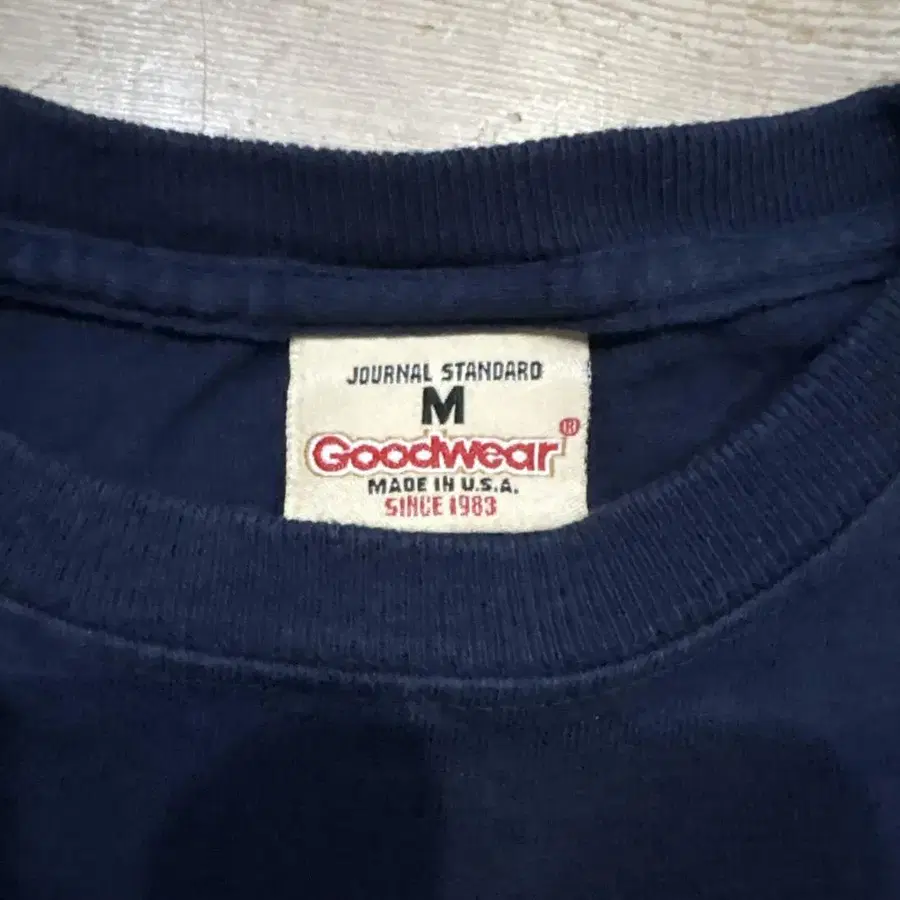 JOURNAL STANDARD
M
Goodwear®
MADE IN U.S.A.
SINCE 1983